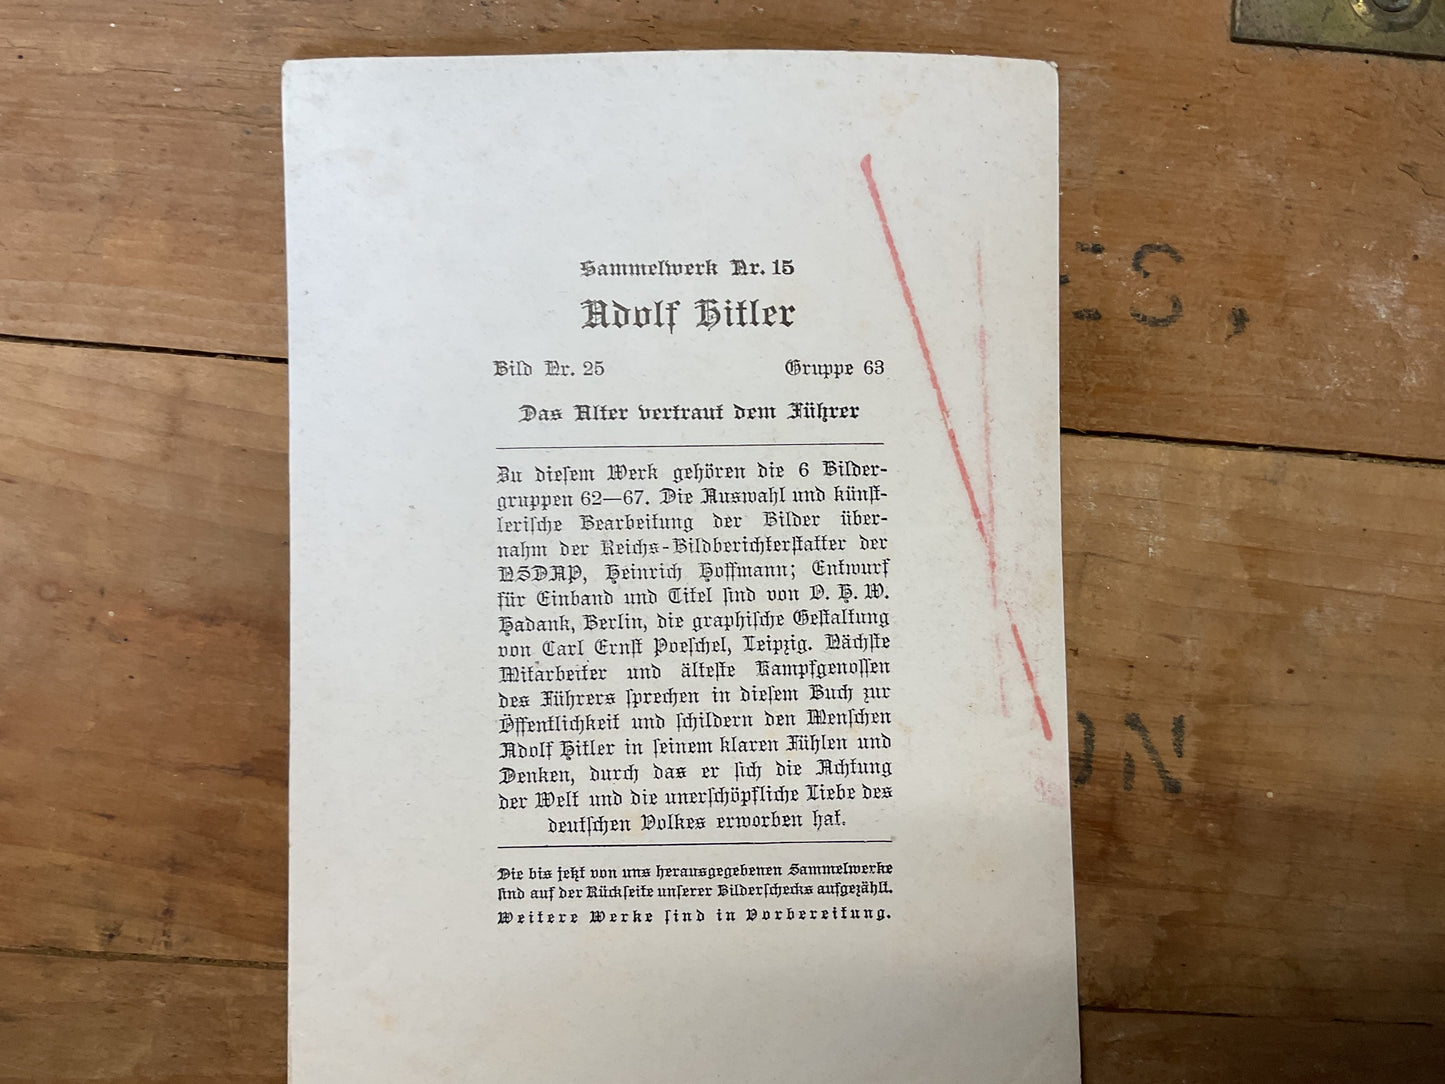 Sammelwerk Nr. 15
Adolf Hitler
Bild Nr. 25 Gruppe 63
Das Alter vertraut dem Führer
Zu diesem Werk gehören die 6 Bilder-
gruppen 62—67. Die Auswahl und künst-
lerische Bearbeitung der Bilder über-
nahm der Reichs-Bildberichterstatter der
NSDAP, Heinrich Hoffmann; Entwurf
für Einband und Titel sind von O. H. W.
Hadank, Berlin, die graphische Gestaltung
von Carl Ernst Poeschel, Leipzig. Nächste
Mitarbeiter und älteste Kampfgenossen
des Führers sprechen in diesem Buch zur
Öffentlichkeit und schildern den Menschen
Adolf Hitler in seinem klaren Fühlen und
Denken, durch das er sich die Achtung
der Welt und die unerschöpfliche Liebe des
deutschen Volkes erworben hat.
Die bis jetzt von uns herausgegebenen Sammelwerke
sind auf der Rückseite unserer Bilderschecks aufgezählt.
Weitere Werke sind in Vorbereitung.
ES,
ON